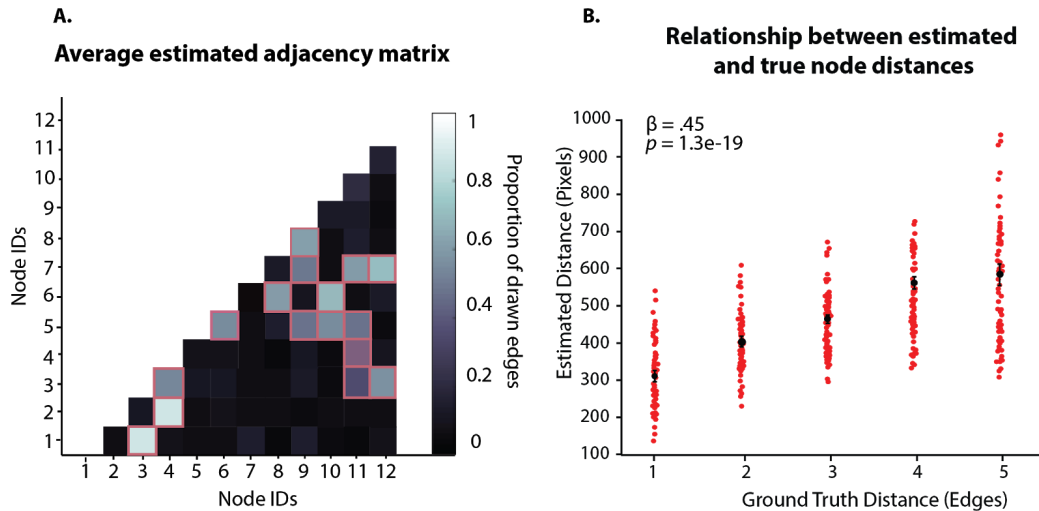 A.
Average estimated adjacency matrix
12
11
10
9
8
7
6
5
4
3
2
1
Node IDs
1 2 3 4 5 6 7 8 9 10 11 12
Node IDs
1
0.8
0.6
0.4
0.2
0
Proportion of drawn edges
B.
Relationship between estimated
and true node distances
β = .45
p = 1.3e-19
1000
900
800
700
600
500
400
300
200
100
Estimated Distance (Pixels)
1 2 3 4 5
Ground Truth Distance (Edges)